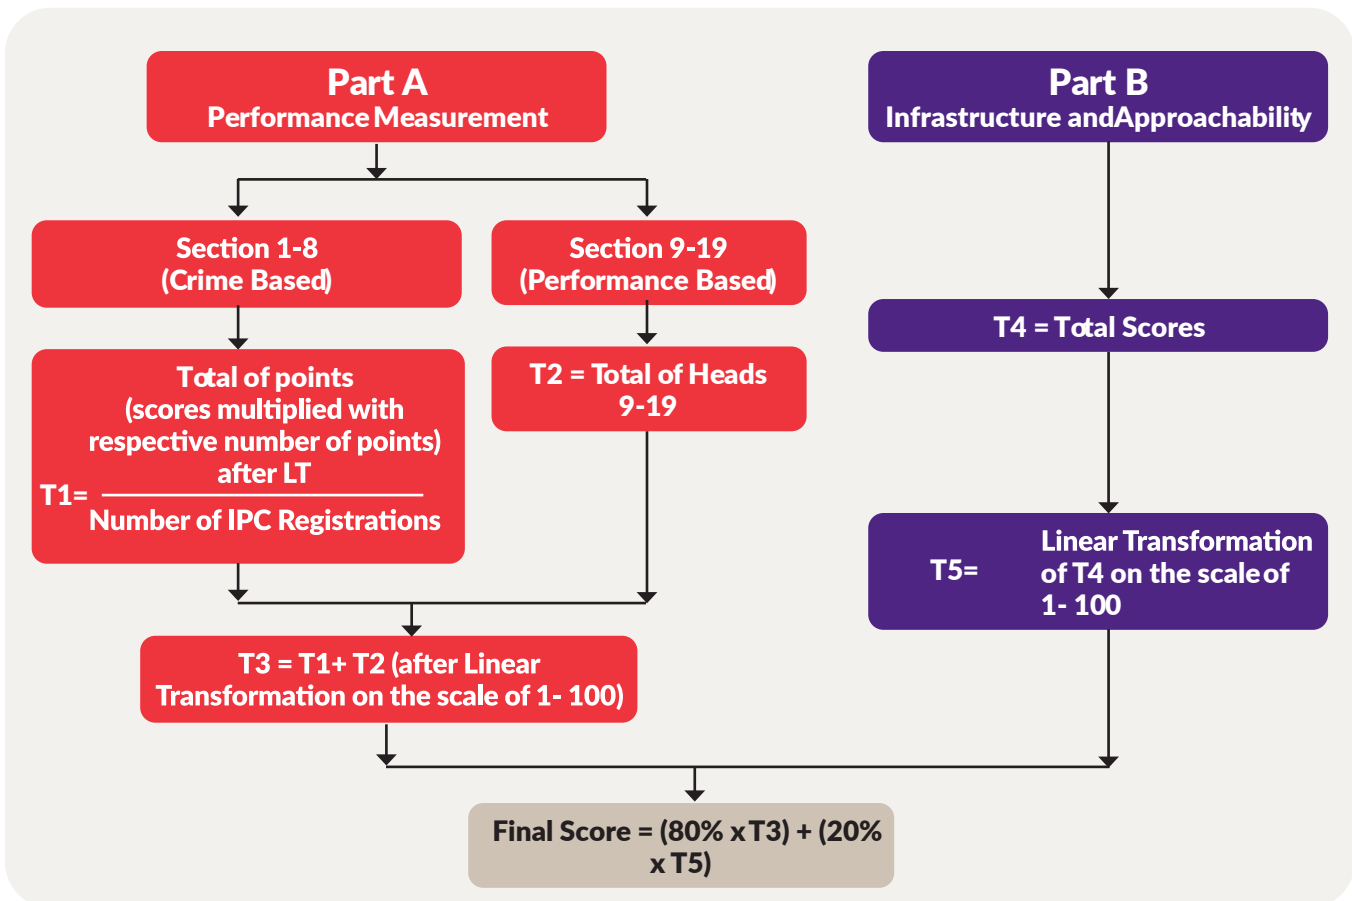 Part A
Performance Measurement
Part B
Infrastructure and Approachability
Section 1-8
(Crime Based)
Section 9-19
(Performance Based)
Total of points
(scores multiplied with
respective number of points)
after LT
T1=
Number of IPC Registrations
T2 = Total of Heads
9-19
T4 = Total Scores
T5=
Linear Transformation
of T4 on the scale of
1- 100
T3 = T1+ T2 (after Linear
Transformation on the scale of 1- 100)
Final Score = (80% x T3) + (20%
x T5)